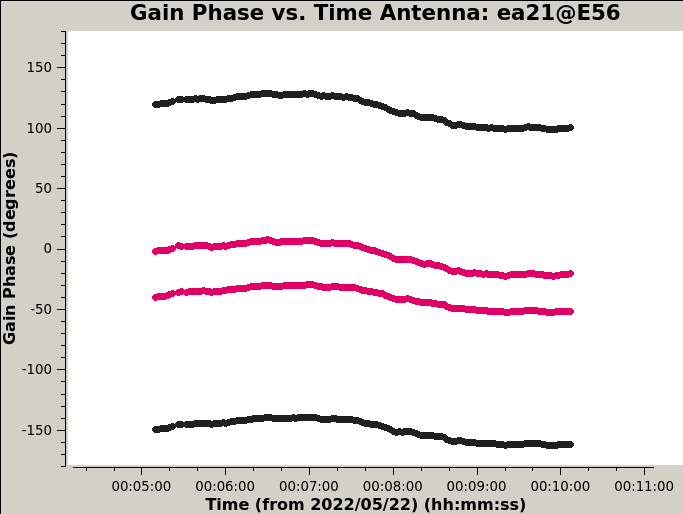 Gain Phase vs. Time Antenna: ea21@E56
Gain Phase (degrees)
150
100
50
0
-50
-100
-150
00:05:00 00:06:00 00:07:00 00:08:00 00:09:00 00:10:00 00:11:00
Time (from 2022/05/22) (hh:mm:ss)